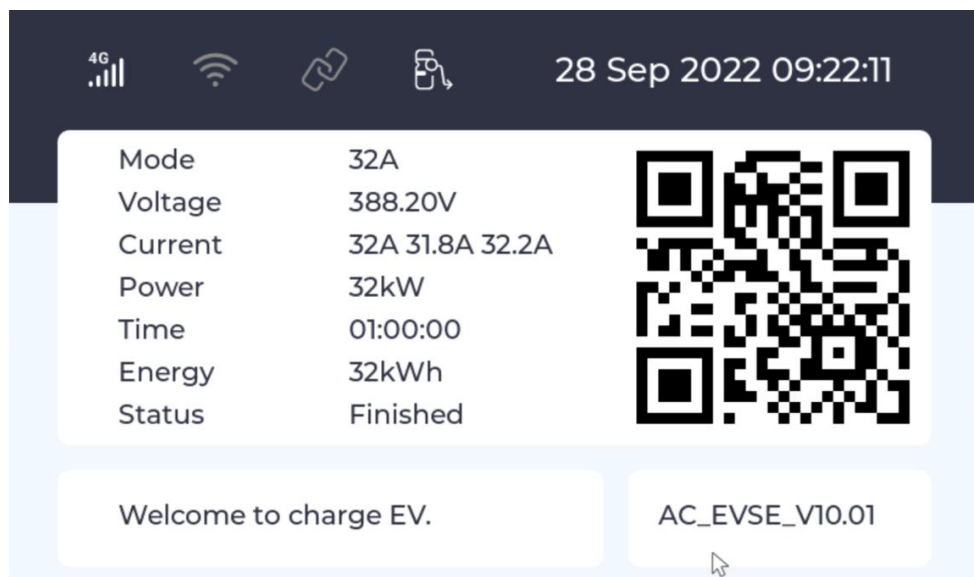 4G
28 Sep 2022 09:22:11
Mode 32A
Voltage 388.20V
Current 32A 31.8A 32.2A
Power 32kW
Time 01:00:00
Energy 32kWh
Status Finished
Welcome to charge EV.
AC_EVSE_V10.01